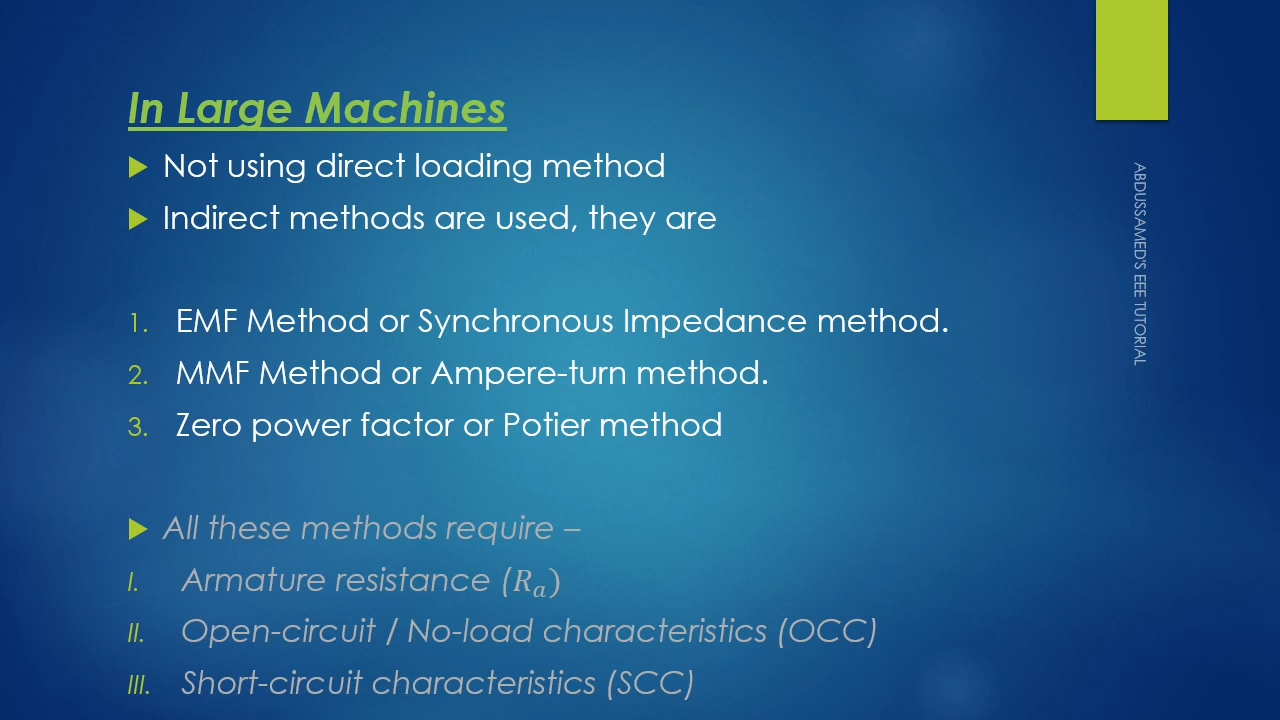 In Large Machines
Not using direct loading method
Indirect methods are used, they are
1. EMF Method or Synchronous Impedance method.
2. MMF Method or Ampere-turn method.
3. Zero power factor or Potier method
All these methods require –
I. Armature resistance (Rₐ)
II. Open-circuit / No-load characteristics (OCC)
III. Short-circuit characteristics (SCC)
ABDUSSAMED'S EEE TUTORIAL